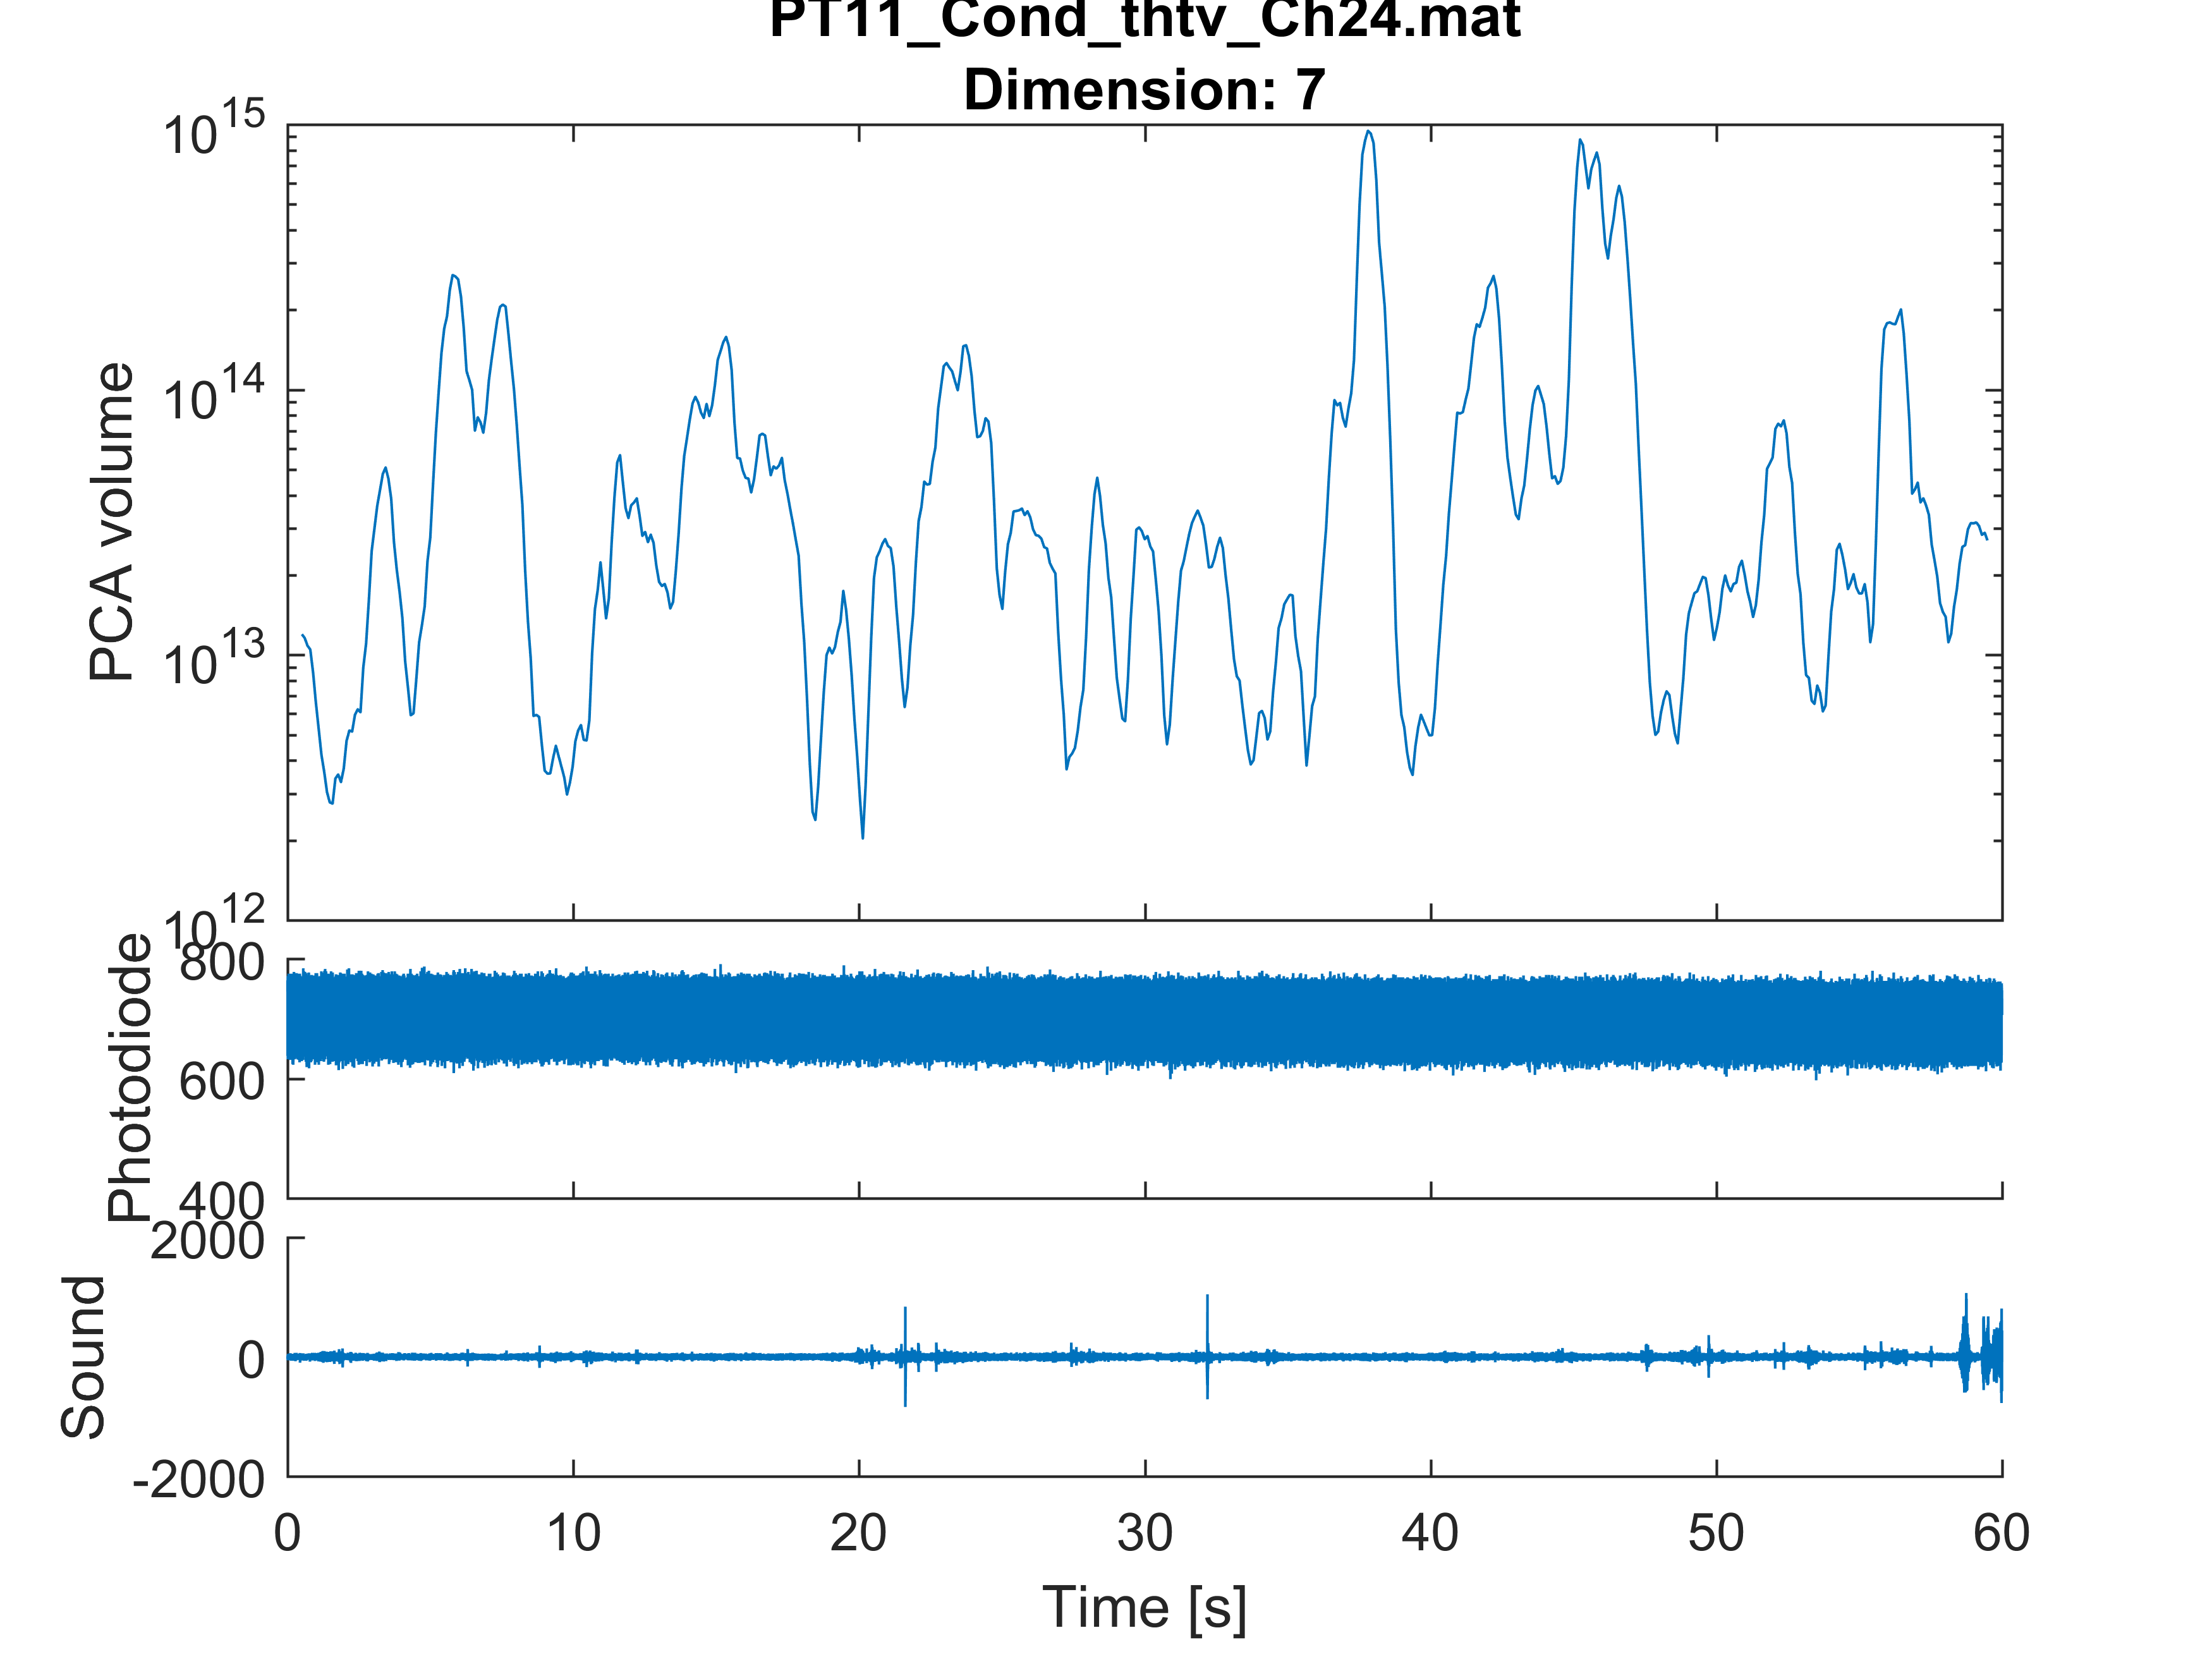 PT11_Cond_thtv_Ch24.mat
Dimension: 7
10^15
10^14
10^13
10^12
PCA volume
800
600
400
Photodiode
2000
0
-2000
Sound
0 10 20 30 40 50 60
Time [s]